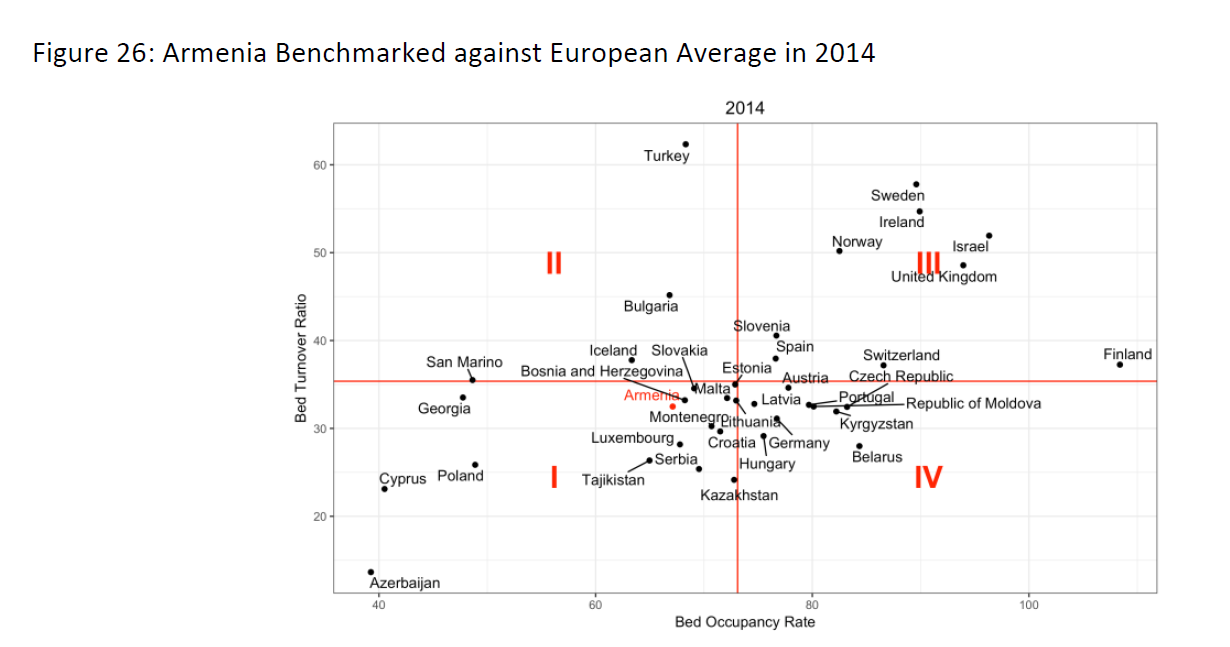 Figure 26: Armenia Benchmarked against European Average in 2014
2014
Turkey
Sweden
Ireland
Norway
Israel
II
III
United Kingdom
Bulgaria
Slovenia
Spain
Iceland
Slovakia
Switzerland
Finland
San Marino
Bosnia and Herzegovina
Estonia
Austria
Czech Republic
Armenia
Malta
Latvia
Portugal
Republic of Moldova
Georgia
Montenegro
Lithuania
Kyrgyzstan
Luxembourg
Croatia
Germany
Serbia
Hungary
Belarus
Cyprus
Poland
I
Tajikistan
IV
Kazakhstan
Azerbaijan
Bed Turnover Ratio
60
50
40
30
20
40
60
80
100
Bed Occupancy Rate